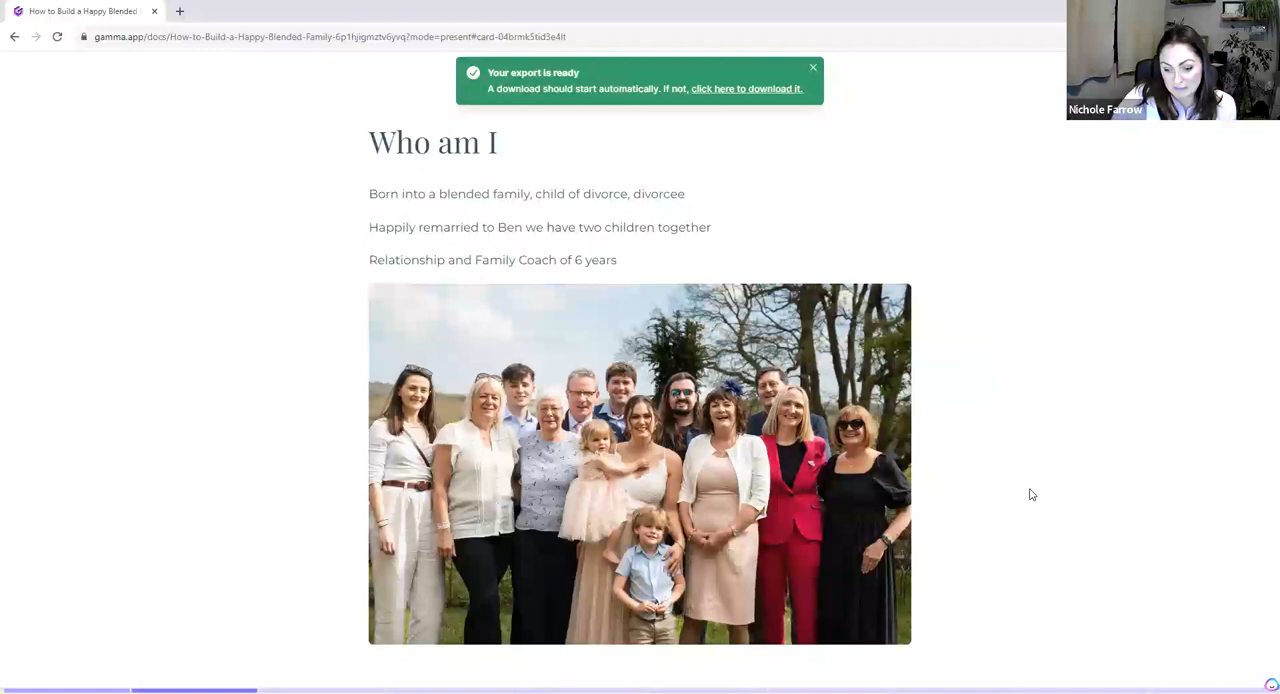 How to Build a Happy Blended
gamma.app/docs/How-to-Build-a-Happy-Blended-Family-6p1hjigmztv6yvq?mode=present#card-04brmk5tid3e4lt
Your export is ready
A download should start automatically. If not, click here to download it.
Nichole Farrow
Who am I
Born into a blended family, child of divorce, divorcee
Happily remarried to Ben we have two children together
Relationship and Family Coach of 6 years